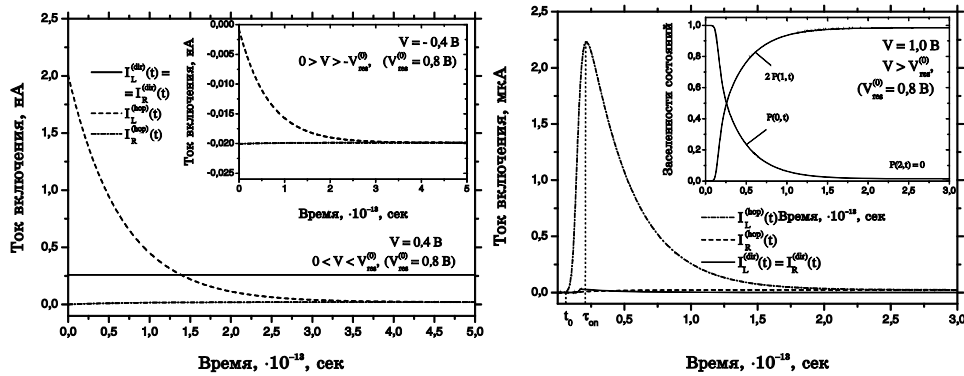 Ток включения, нА
2,5
2,0
1,5
1,0
0,5
0,0
I_L^(dir)(t) =
= I_R^(dir)(t)
I_L^(hop)(t)
I_R^(hop)(t)
Ток включения, нА
0,000
-0,005
-0,010
-0,015
-0,020
-0,025
V = - 0,4 В
0 > V > -V_res^(0), (V_res^(0) = 0,8 В)
0 1 2 3 4 5
Время, ·10⁻¹³, сек
V = 0,4 В
0 < V < V_res^(0), (V_res^(0) = 0,8 В)
0,0 0,5 1,0 1,5 2,0 2,5 3,0 3,5 4,0 4,5 5,0
Время, ·10⁻¹³, сек
Ток включения, мкА
2,5
2,0
1,5
1,0
0,5
0,0
Заселенности состояний
1,0
0,8
0,6
0,4
0,2
0,0
V = 1,0 В
V > V_res^(0),
(V_res^(0) = 0,8 В)
2 P(1,t)
P(0,t)
P(2,t) = 0
0,0 0,5 1,0 1,5 2,0 2,5 3,0
I_L^(hop)(t) Время, ·10⁻¹³, сек
I_R^(hop)(t)
I_L^(dir)(t) = I_R^(dir)(t)
t_0 τ_on 0,5 1,0 1,5 2,0 2,5 3,0
Время, ·10⁻¹³, сек